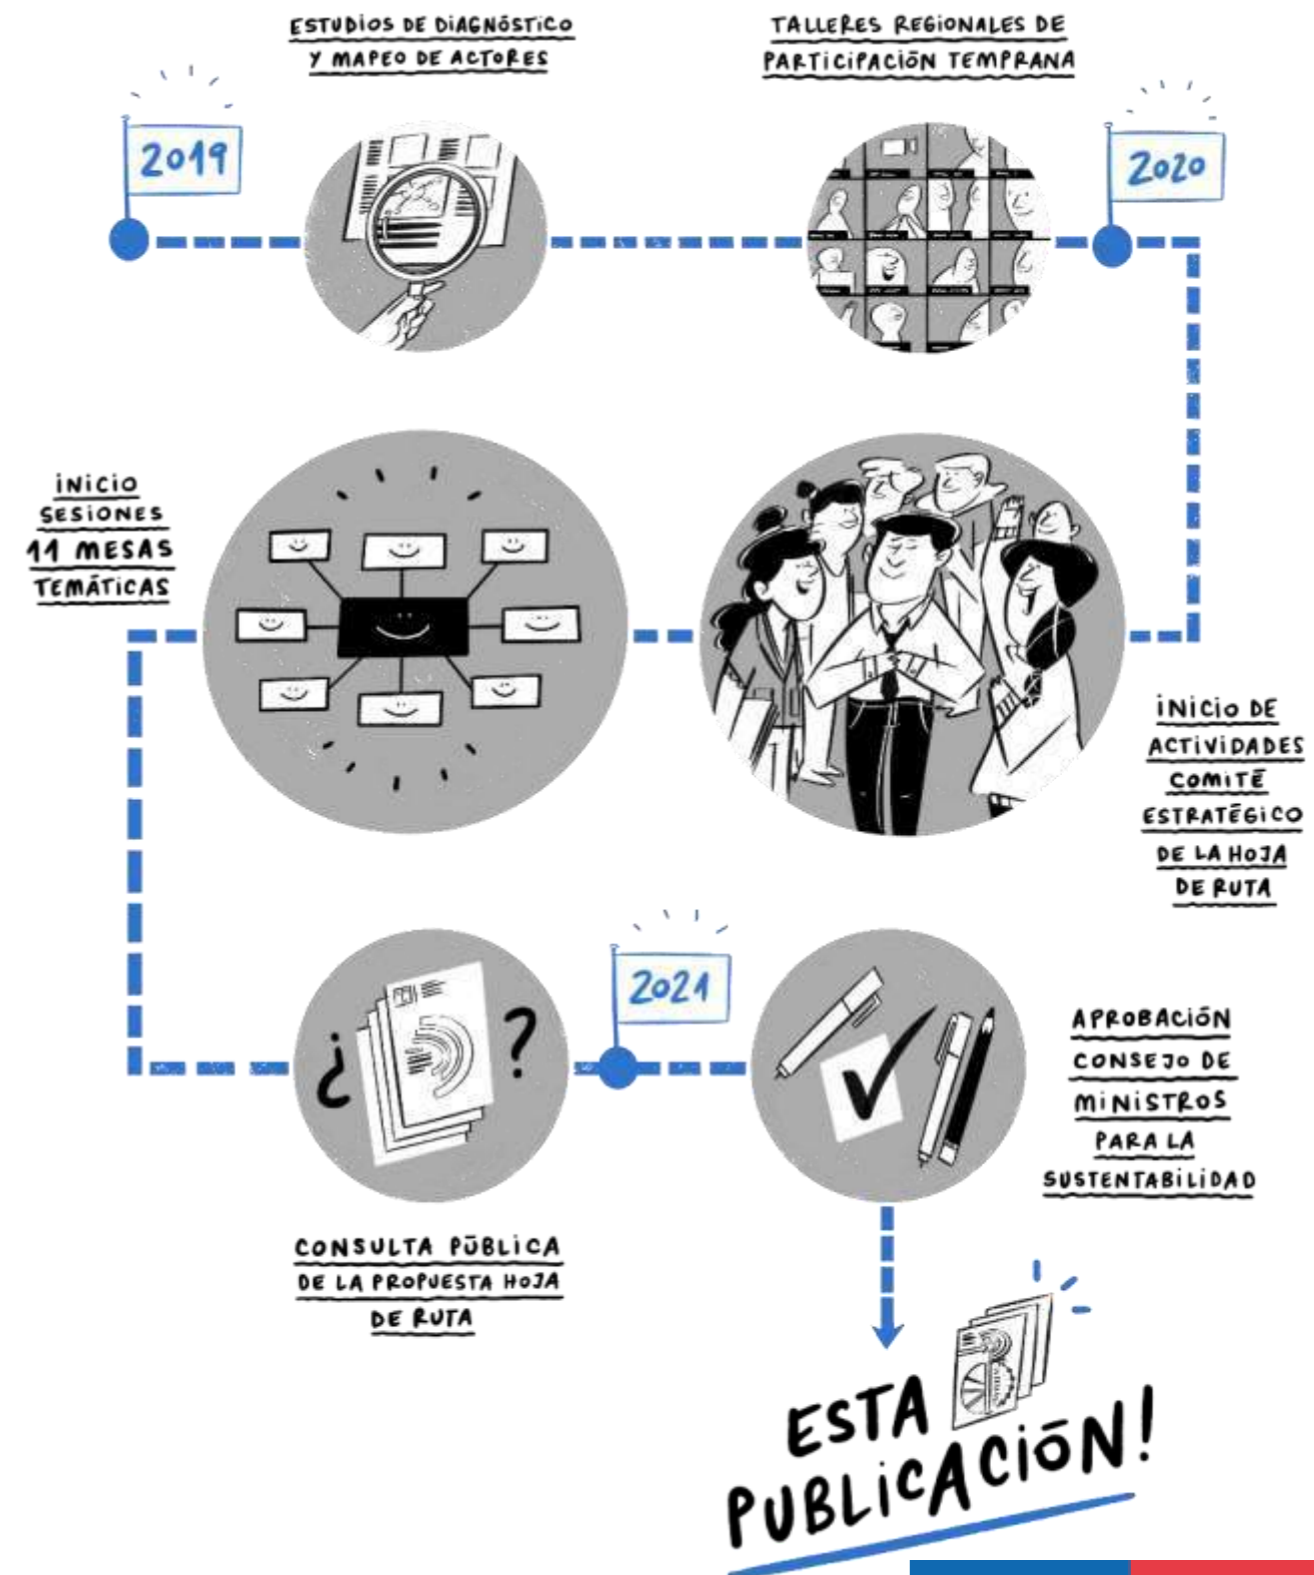 ESTUDIOS DE DIAGNÓSTICO
Y MAPEO DE ACTORES
TALLERES REGIONALES DE
PARTICIPACIÓN TEMPRANA
2019
2020
INICIO
SESIONES
11 MESAS
TEMÁTICAS
INICIO DE
ACTIVIDADES
COMITÉ
ESTRATÉGICO
DE LA HOJA
DE RUTA
2021
¿ ?
APROBACIÓN
CONSEJO DE
MINISTROS
PARA LA
SUSTENTABILIDAD
CONSULTA PÚBLICA
DE LA PROPUESTA HOJA
DE RUTA
ESTA
PUBLICACIÓN!